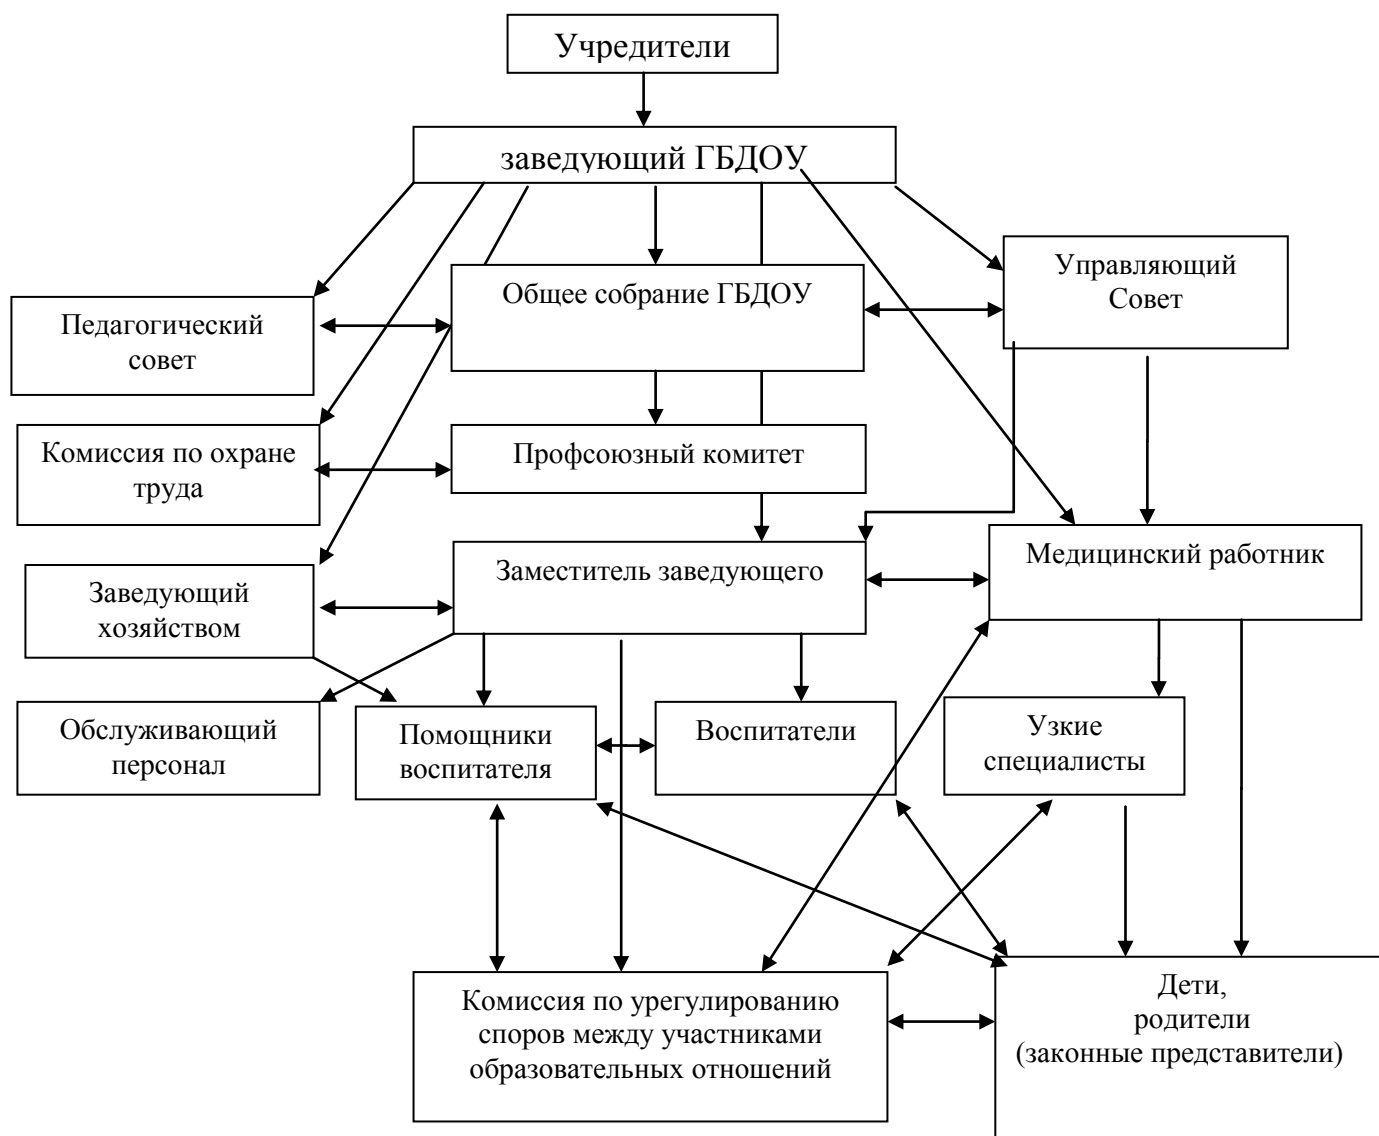 Учредители
заведующий ГБДОУ
Управляющий
Совет
Общее собрание ГБДОУ
Педагогический
совет
Комиссия по охране
труда
Профсоюзный комитет
Медицинский работник
Заместитель заведующего
Заведующий
хозяйством
Обслуживающий
персонал
Помощники
воспитателя
Воспитатели
Узкие
специалисты
Комиссия по урегулированию
споров между участниками
образовательных отношений
Дети,
родители
(законные представители)